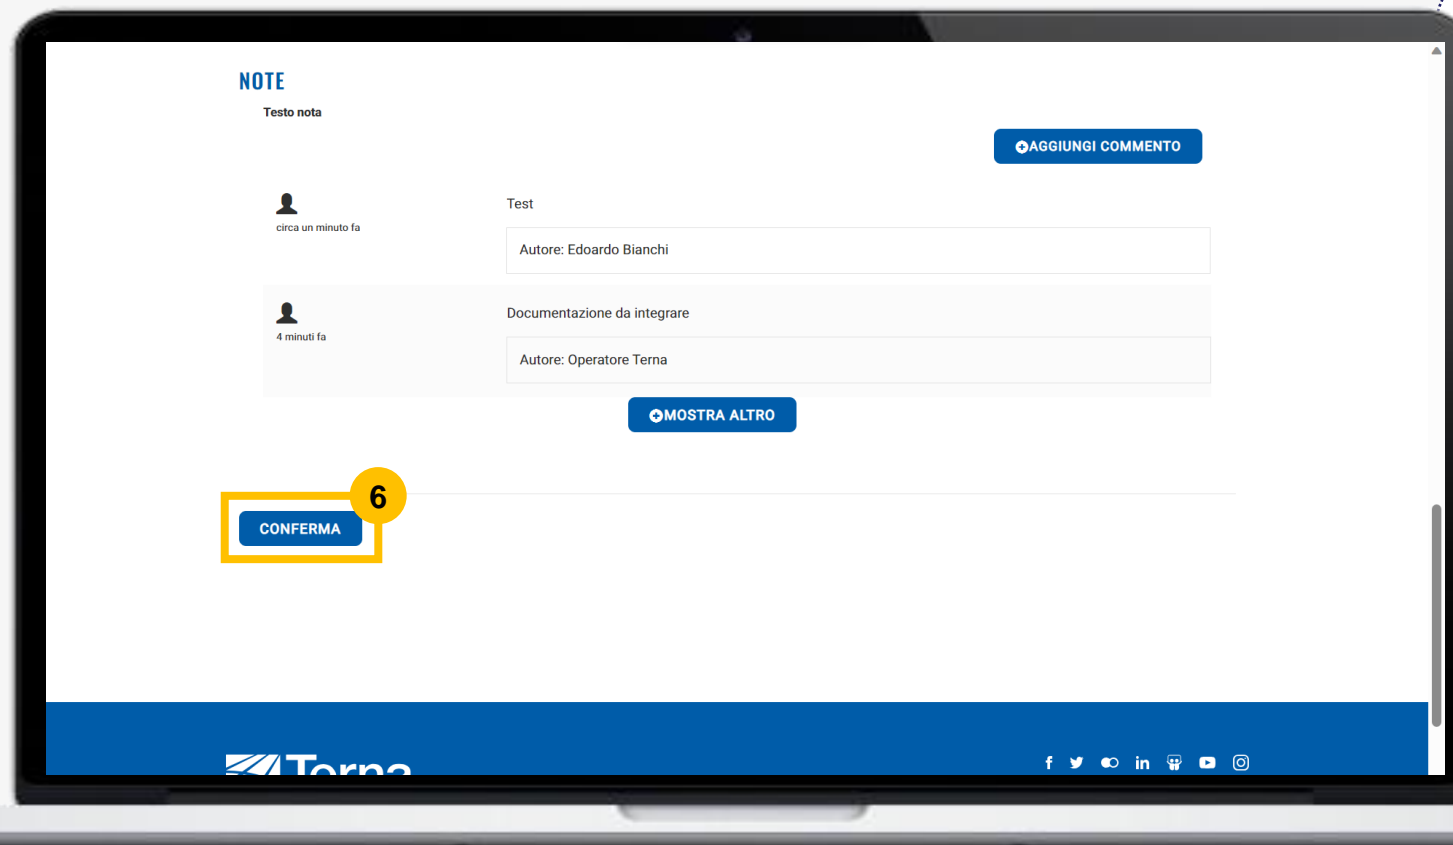 NOTE
Testo nota
AGGIUNGI COMMENTO
Test
circa un minuto fa
Autore: Edoardo Bianchi
Documentazione da integrare
4 minuti fa
Autore: Operatore Terna
MOSTRA ALTRO
6
CONFERMA
Terna